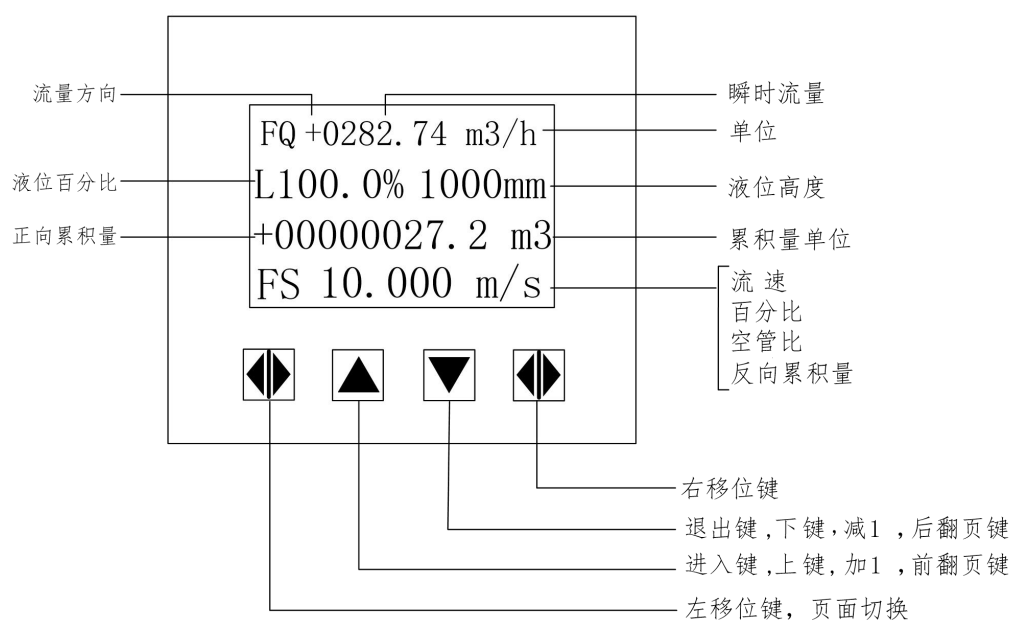 流量方向
瞬时流量
FQ +0282.74 m3/h
单位
液位百分比
L100.0% 1000mm
液位高度
正向累积量
+00000027.2 m3
累积量单位
FS 10.000 m/s
流 速
百分比
空管比
反向累积量
右移位键
退出键,下键,减1 ,后翻页键
进入键,上键,加1 ,前翻页键
左移位键, 页面切换